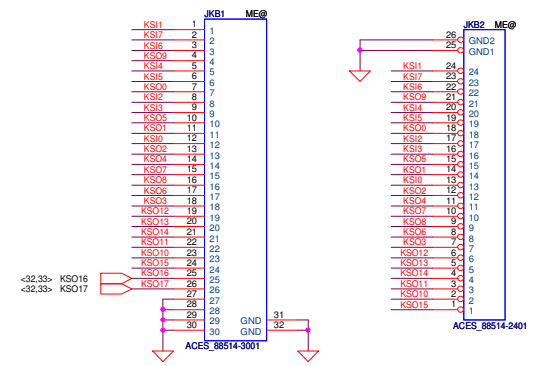 JKB1 ME@
KSI1 1 1
KSI7 2 2
KSI6 3 3
KSO9 4 4
KSI4 5 5
KSI5 6 6
KSO0 7 7
KSI2 8 8
KSI3 9 9
KSO5 10 10
KSO1 11 11
KSI0 12 12
KSO2 13 13
KSO4 14 14
KSO7 15 15
KSO8 16 16
KSO6 17 17
KSO3 18 18
KSO12 19 19
KSO13 20 20
KSO14 21 21
KSO11 22 22
KSO10 23 23
KSO15 24 24
<32,33> KSO16 KSO16 25 25
<32,33> KSO17 KSO17 26 26
27 27
28 28
29 29 GND 31
30 30 GND 32
ACES_88514-3001
JKB2 ME@
26 GND2
25 GND1
KSI1 24 24
KSI7 23 23
KSI6 22 22
KSO9 21 21
KSI4 20 20
KSI5 19 19
KSO0 18 18
KSI2 17 17
KSI3 16 16
KSO5 15 15
KSO1 14 14
KSI0 13 13
KSO2 12 12
KSO4 11 11
KSO7 10 10
KSO8 9 9
KSO6 8 8
KSO3 7 7
KSO12 6 6
KSO13 5 5
KSO14 4 4
KSO11 3 3
KSO10 2 2
KSO15 1 1
ACES_88514-2401